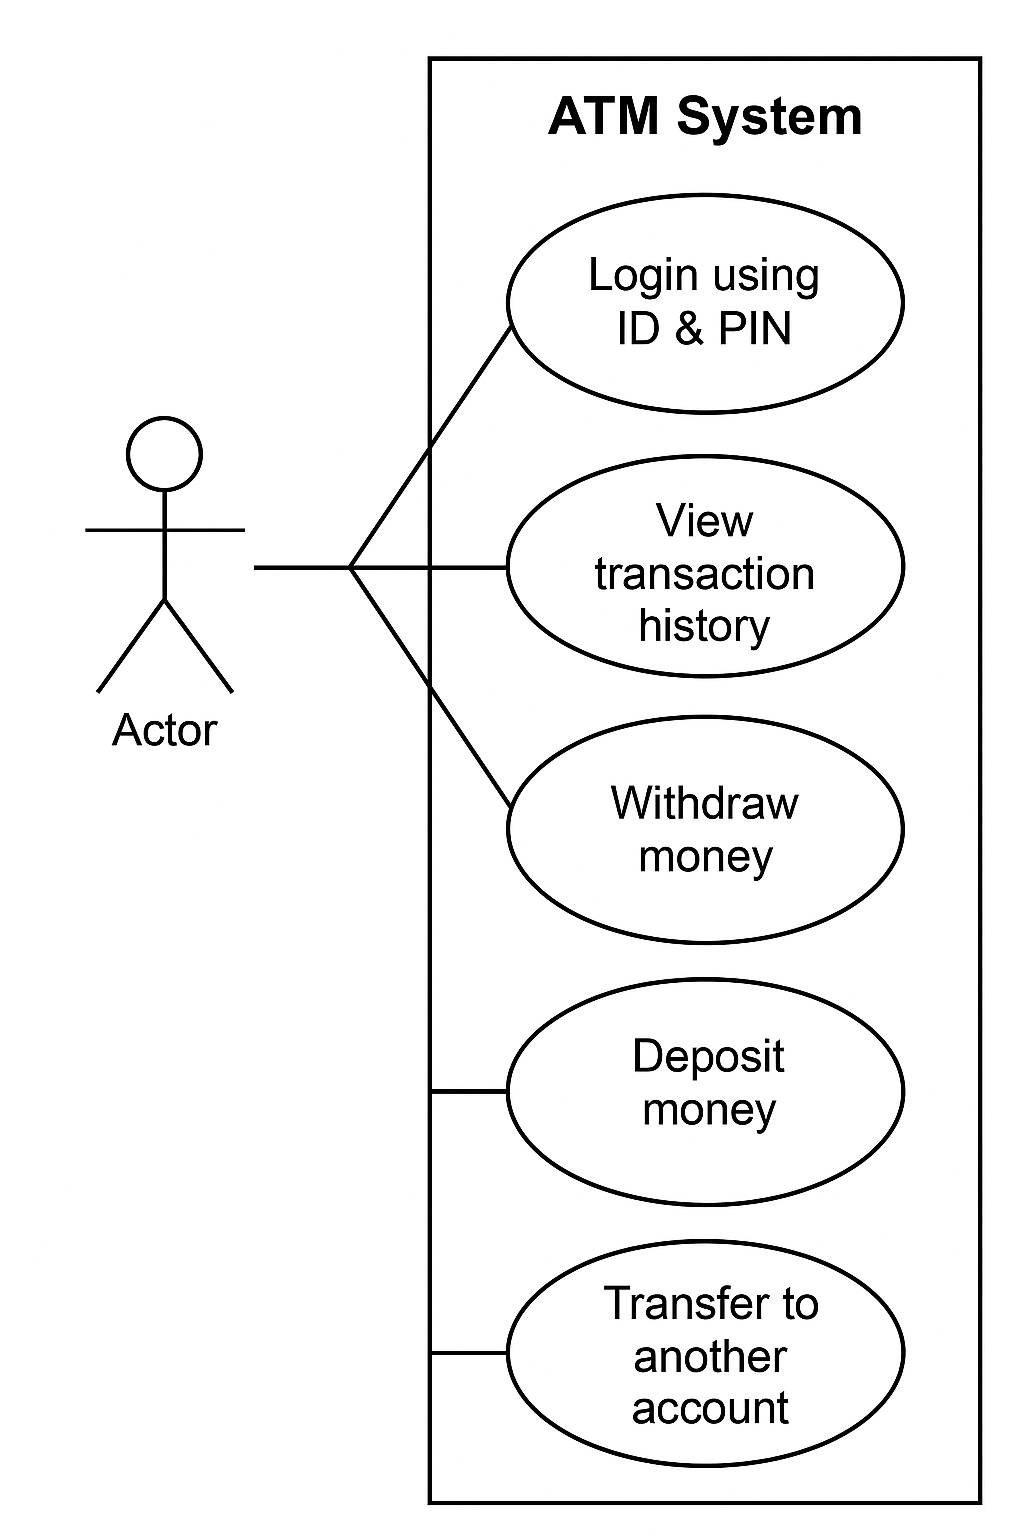 ATM System
Login using
ID & PIN
View
transaction
history
Actor
Withdraw
money
Deposit
money
Transfer to
another
account